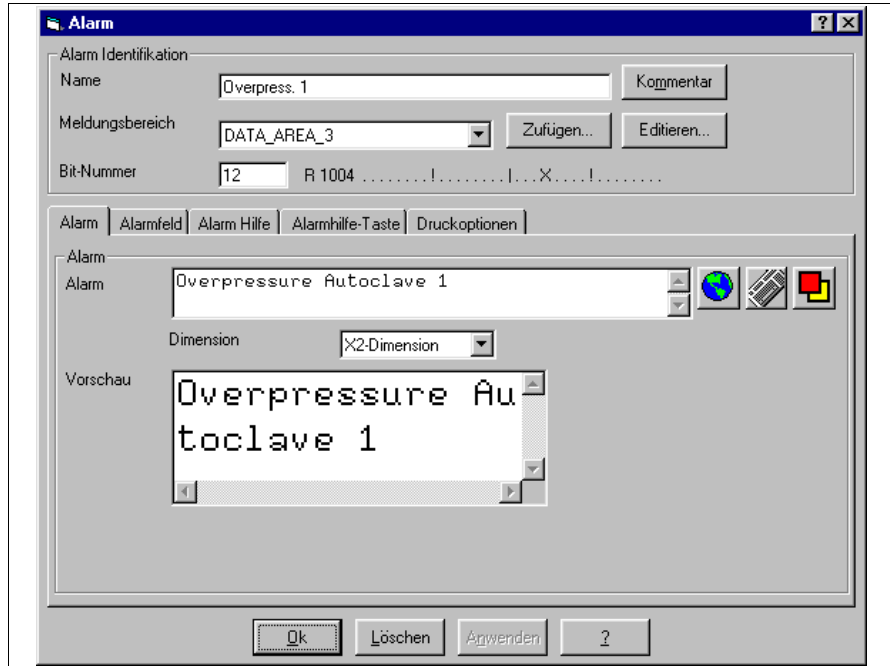 Alarm
Alarm Identifikation
Name
Overpress. 1
Kommentar
Meldungsbereich
DATA_AREA_3
Zufügen...
Editieren...
Bit-Nummer
12
R 1004 ........!........|...X....!........
Alarm
Alarmfeld
Alarm Hilfe
Alarmhilfe-Taste
Druckoptionen
Alarm
Alarm
Overpressure Autoclave 1
Dimension
X2-Dimension
Vorschau
Overpressure Au
toclave 1
Ok
Löschen
Anwenden
?